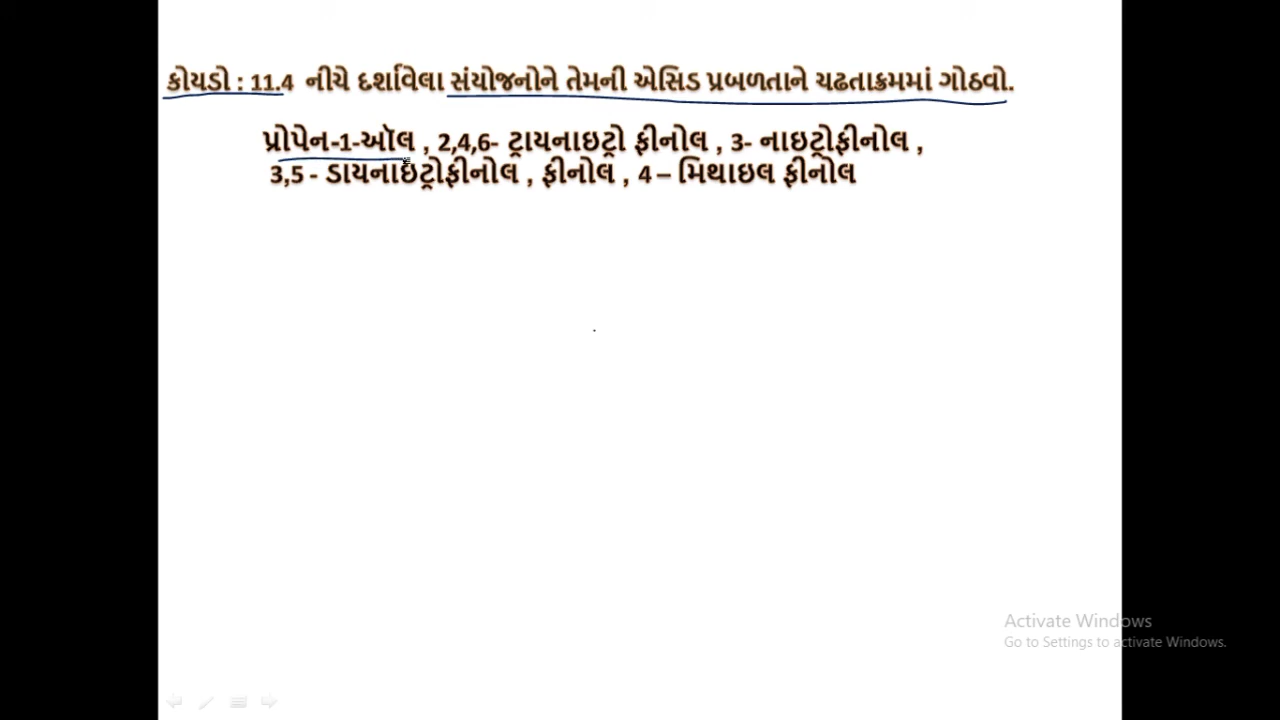 કોયડો : 11.4 નીચે દર્શાવેલા સંયોજનોને તેમની એસિડ પ્રબળતાને ચઢતાક્રમમાં ગોઠવો.
પ્રોપેન-1-ઑલ , 2,4,6- ટ્રાયનાઇટ્રો ફીનોલ , 3- નાઇટ્રોફીનોલ ,
3,5 - ડાયનાઇટ્રોફીનોલ , ફીનોલ , 4 – મિથાઇલ ફીનોલ
Activate Windows
Go to Settings to activate Windows.